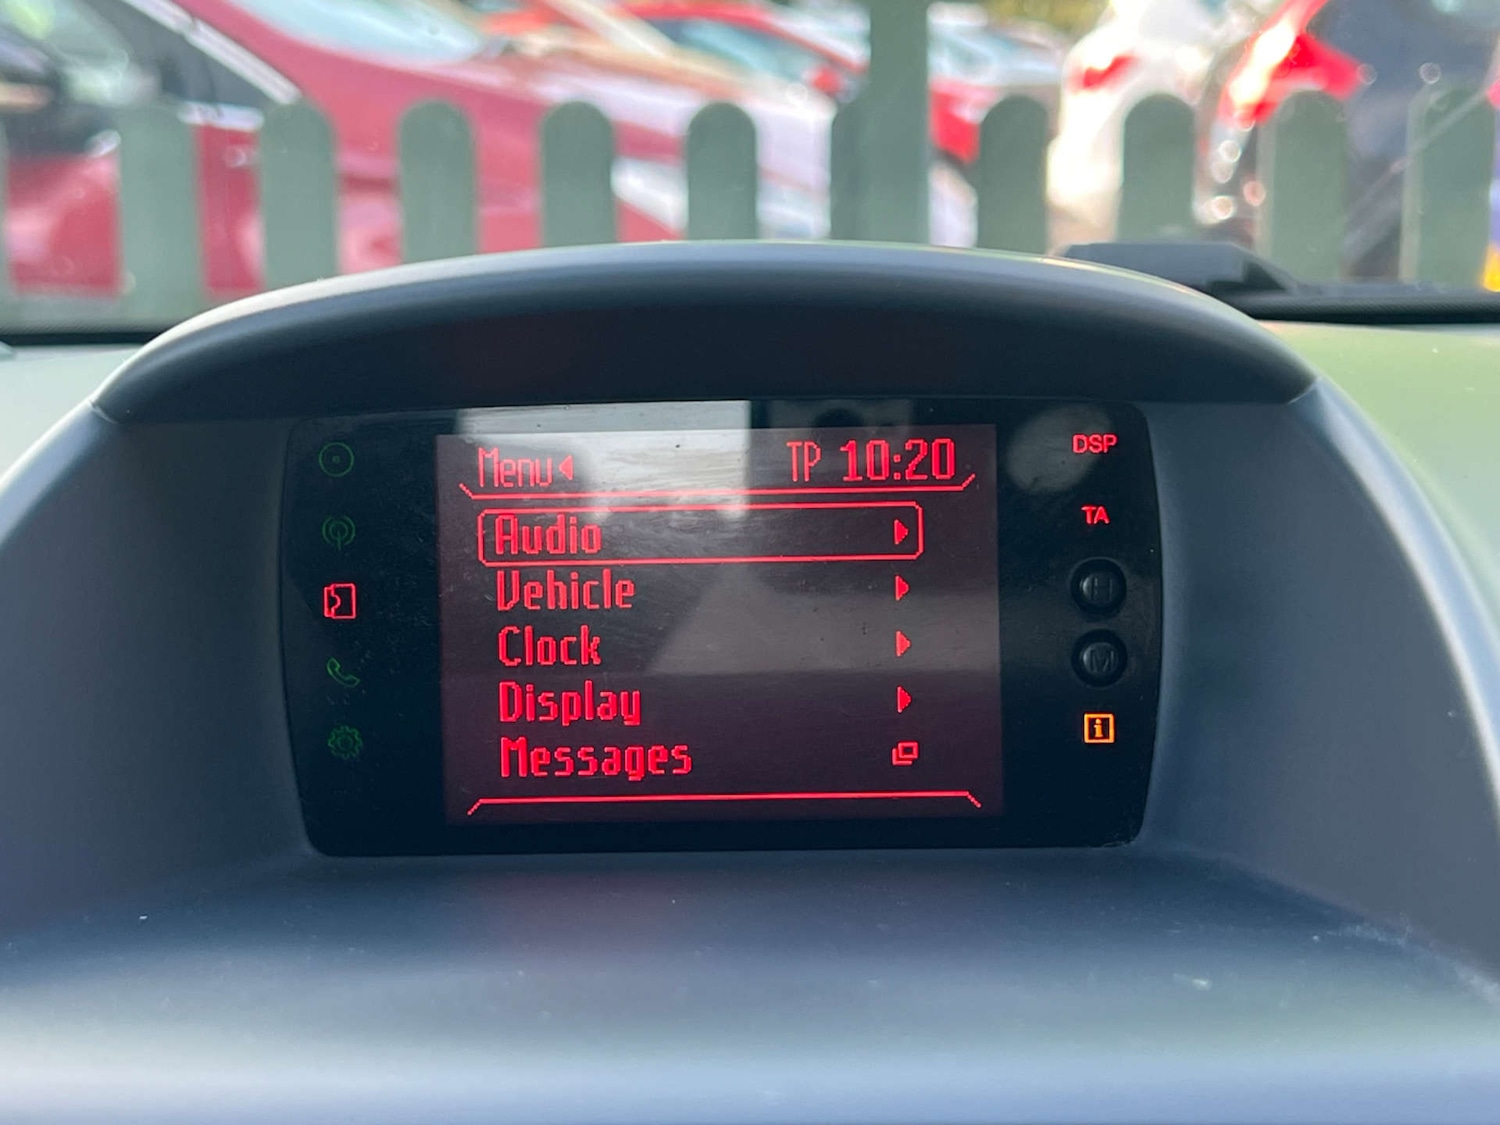 Menu
TP 10:20
DSP
TA
Audio
Vehicle
H
Clock
M
Display
i
Messages